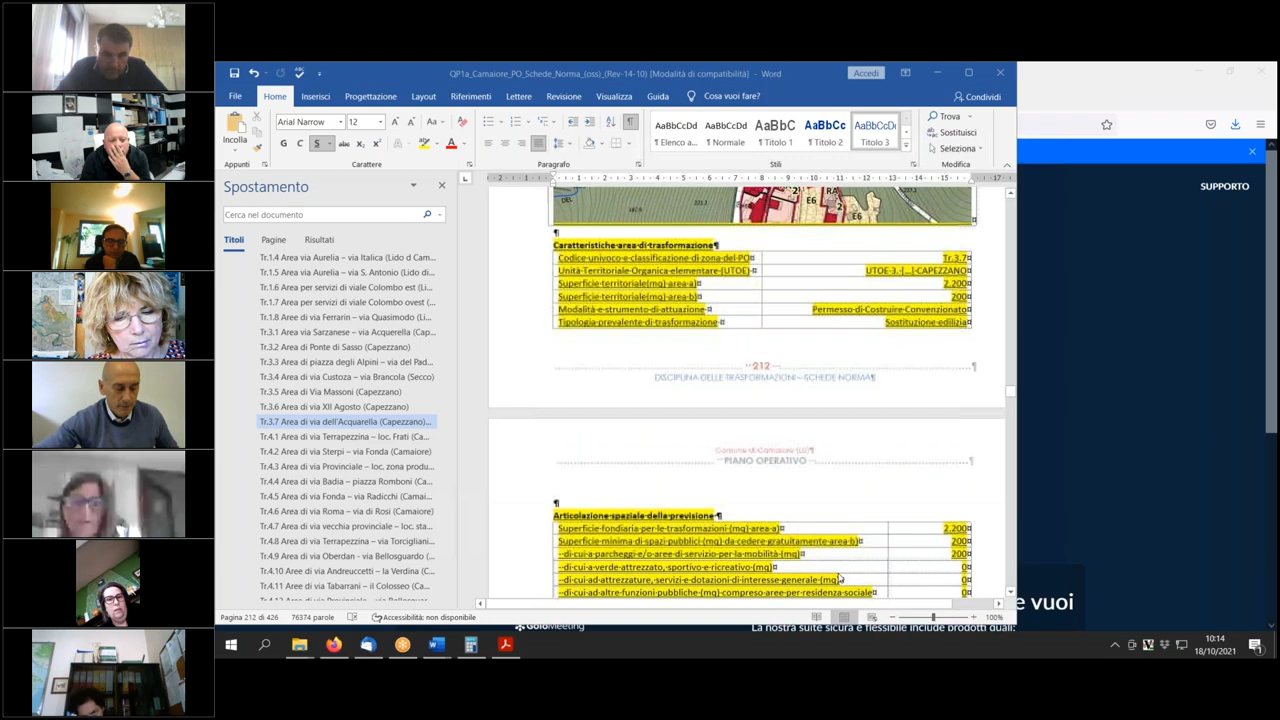 QP1a_Camaiore_PO_Schede_Norma_(oss)_(Rev-14-10) [Modalità di compatibilità] - Word
Accedi
File Home Inserisci Progettazione Layout Riferimenti Lettere Revisione Visualizza Guida Cosa vuoi fare? Condividi
Incolla
Arial Narrow 12
G C S abc x₂ x²
AaBbCcDd AaBbCcDd AaBbC AaBbCc AaBbCcDc
¶ Elenco a... ¶ Normale ¶ Titolo 1 ¶ Titolo 2 ¶ Titolo 3
Trova
Sostituisci
Seleziona
Appunti Carattere Paragrafo Stili Modifica
SUPPORTO
Spostamento
Cerca nel documento
Titoli Pagine Risultati
Tr.1.4 Area via Aurelia – via Italica (Lido d Cam...
Tr.1.5 Area via Aurelia – via S. Antonio (Lido di...
Tr.1.6 Area per servizi di viale Colombo est (Li...
Tr.1.7 Area per servizi di viale Colombo ovest (...
Tr.1.8 Area di via Ferrarin – via Quasimodo (Li...
Tr.3.1 Area via Sarzanese – via Acquerella (Cap...
Tr.3.2 Area di Ponte di Sasso (Capezzano)
Tr.3.3 Area di piazza degli Alpini – via del Pad...
Tr.3.4 Area di via Custoza – via Brancola (Secco)
Tr.3.5 Area di Via Massoni (Capezzano)
Tr.3.6 Area di via XII Agosto (Capezzano)
Tr.3.7 Area di via dell'Acquarella (Capezzano)...
Tr.4.1 Area di via Terrapezzina – loc. Frati (Ca...
Tr.4.2 Area di via Sterpi – via Fonda (Camaiore)
Tr.4.3 Area di via Provinciale – loc. zona produ...
Tr.4.4 Area di via Badia – piazza Romboni (Ca...
Tr.4.5 Area di via Fonda – via Radicchi (Camai...
Tr.4.6 Area di via Roma – via di Rosi (Camaiore)
Tr.4.7 Area di via vecchia provinciale – loc. sta...
Tr.4.8 Area di via Terrapezzina – via Torcigliani...
Tr.4.9 Area di via Oberdan - via Bellosguardo (...
Tr.4.10 Aree di via Andreuccetti – la Verdina (C...
Tr.4.11 Aree di via Tabarrani – il Colosseo (Cam...
DEL
187.0
221.2
2
RA
E6
E6
¶
Caratteristiche·area·di·trasformazione¶
Codice·univoco·e·classificazione·di·zona·del·PO Tr.3.7
Unità·Territoriale·Organica·elementare·(UTOE) UTOE·3.·[...]·CAPEZZANO
Superficie·territoriale(mq)·area·a) 2.200
Superficie·territoriale(mq)·area·b) 200
Modalità·e·strumento·di·attuazione Permesso·di·Costruire·Convenzionato
Tipologia·prevalente·di·trasformazione Sostituzione·edilizia
212
DISCIPLINA·DELLE·TRASFORMAZIONI·–·SCHEDE·NORMA¶
Comune·di·Camaiore·(LU)¶
PIANO·OPERATIVO¶
¶
Articolazione·spaziale·della·previsione·¶
Superficie·fondiaria·per·le·trasformazioni·(mq)·area·a) 2.200
Superficie·minima·di·spazi·pubblici·(mq)·da·cedere·gratuitamente·area·b) 200
-·di·cui·a·parcheggi·e/o·aree·di·servizio·per·la·mobilità·(mq) 200
-·di·cui·a·verde·attrezzato,·sportivo·e·ricreativo·(mq) 0
-·di·cui·ad·attrezzature,·servizi·e·dotazioni·di·interesse·generale·(mq) 0
-·di·cui·ad·altre·funzioni·pubbliche·(mq)·compreso·aree·per·residenza·sociale 0
e vuoi
Pagina 212 di 426 76374 parole Accessibilità: non disponibile 100%
GoToMeeting
La nostra suite sicura e flessibile include prodotti quali:
10:14
18/10/2021